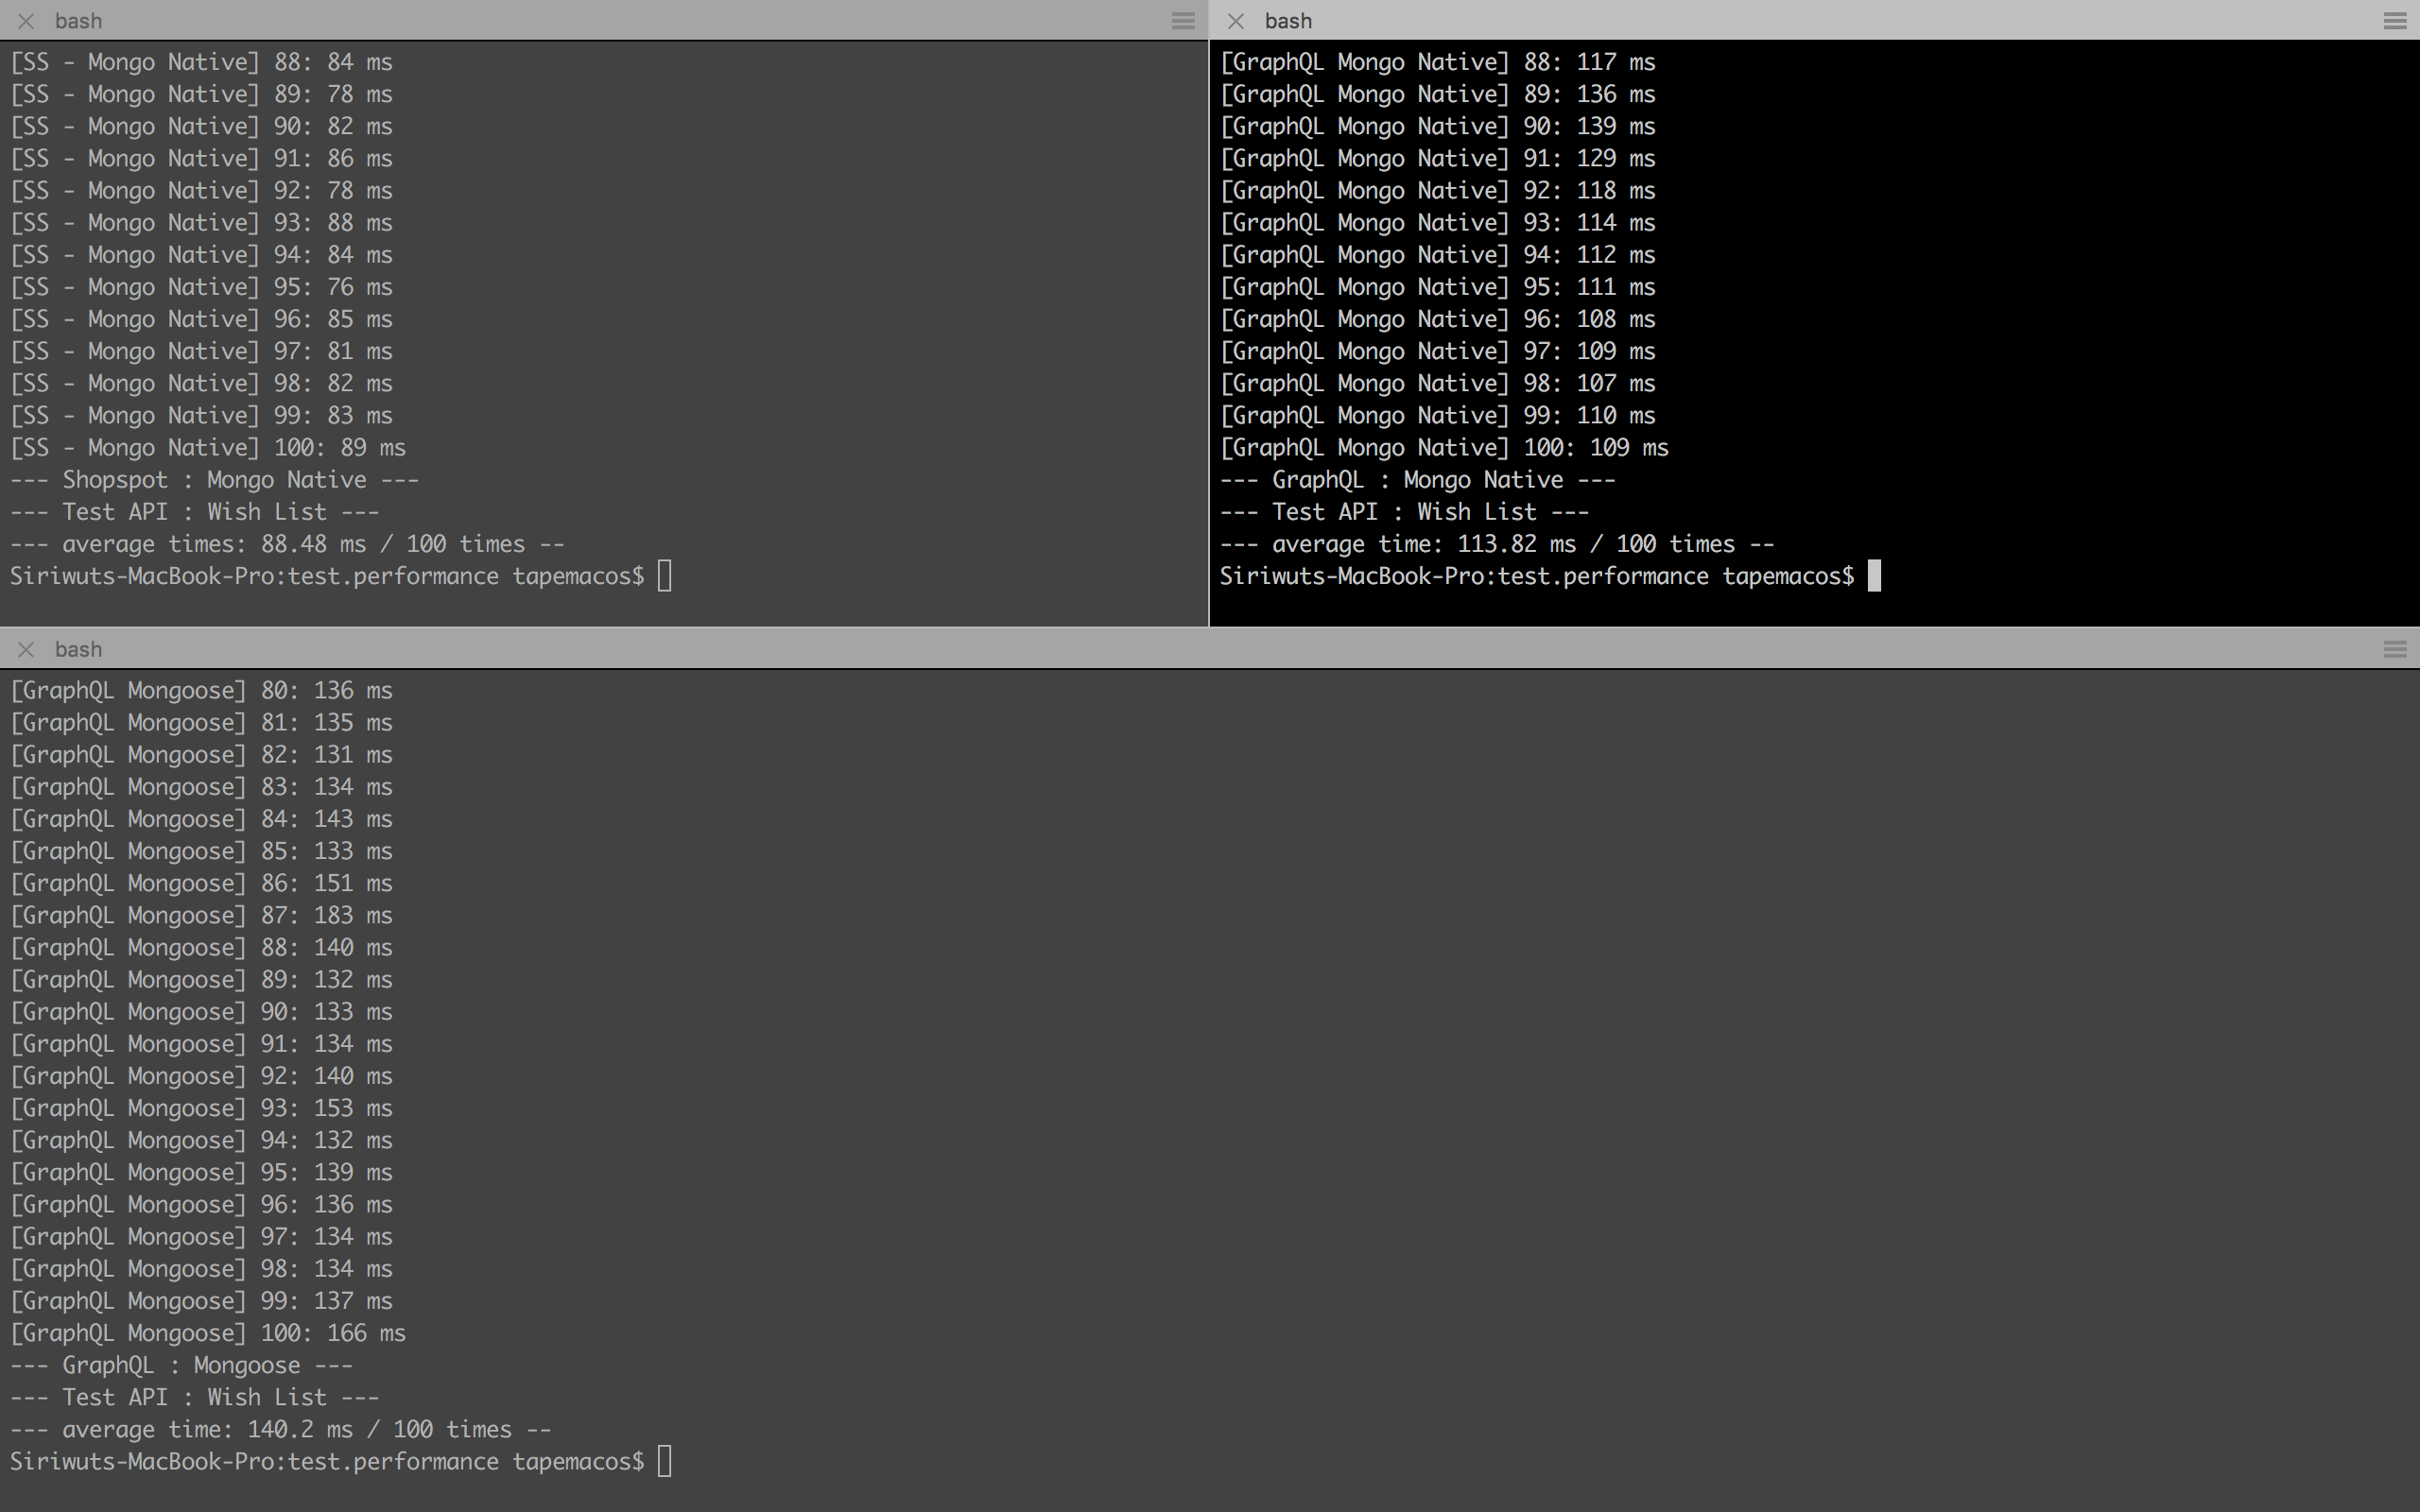 bash
[SS - Mongo Native] 88: 84 ms
[SS - Mongo Native] 89: 78 ms
[SS - Mongo Native] 90: 82 ms
[SS - Mongo Native] 91: 86 ms
[SS - Mongo Native] 92: 78 ms
[SS - Mongo Native] 93: 88 ms
[SS - Mongo Native] 94: 84 ms
[SS - Mongo Native] 95: 76 ms
[SS - Mongo Native] 96: 85 ms
[SS - Mongo Native] 97: 81 ms
[SS - Mongo Native] 98: 82 ms
[SS - Mongo Native] 99: 83 ms
[SS - Mongo Native] 100: 89 ms
--- Shopspot : Mongo Native ---
--- Test API : Wish List ---
--- average times: 88.48 ms / 100 times --
Siriwuts-MacBook-Pro:test.performance tapemacos$
bash
[GraphQL Mongo Native] 88: 117 ms
[GraphQL Mongo Native] 89: 136 ms
[GraphQL Mongo Native] 90: 139 ms
[GraphQL Mongo Native] 91: 129 ms
[GraphQL Mongo Native] 92: 118 ms
[GraphQL Mongo Native] 93: 114 ms
[GraphQL Mongo Native] 94: 112 ms
[GraphQL Mongo Native] 95: 111 ms
[GraphQL Mongo Native] 96: 108 ms
[GraphQL Mongo Native] 97: 109 ms
[GraphQL Mongo Native] 98: 107 ms
[GraphQL Mongo Native] 99: 110 ms
[GraphQL Mongo Native] 100: 109 ms
--- GraphQL : Mongo Native ---
--- Test API : Wish List ---
--- average time: 113.82 ms / 100 times --
Siriwuts-MacBook-Pro:test.performance tapemacos$
bash
[GraphQL Mongoose] 80: 136 ms
[GraphQL Mongoose] 81: 135 ms
[GraphQL Mongoose] 82: 131 ms
[GraphQL Mongoose] 83: 134 ms
[GraphQL Mongoose] 84: 143 ms
[GraphQL Mongoose] 85: 133 ms
[GraphQL Mongoose] 86: 151 ms
[GraphQL Mongoose] 87: 183 ms
[GraphQL Mongoose] 88: 140 ms
[GraphQL Mongoose] 89: 132 ms
[GraphQL Mongoose] 90: 133 ms
[GraphQL Mongoose] 91: 134 ms
[GraphQL Mongoose] 92: 140 ms
[GraphQL Mongoose] 93: 153 ms
[GraphQL Mongoose] 94: 132 ms
[GraphQL Mongoose] 95: 139 ms
[GraphQL Mongoose] 96: 136 ms
[GraphQL Mongoose] 97: 134 ms
[GraphQL Mongoose] 98: 134 ms
[GraphQL Mongoose] 99: 137 ms
[GraphQL Mongoose] 100: 166 ms
--- GraphQL : Mongoose ---
--- Test API : Wish List ---
--- average time: 140.2 ms / 100 times --
Siriwuts-MacBook-Pro:test.performance tapemacos$